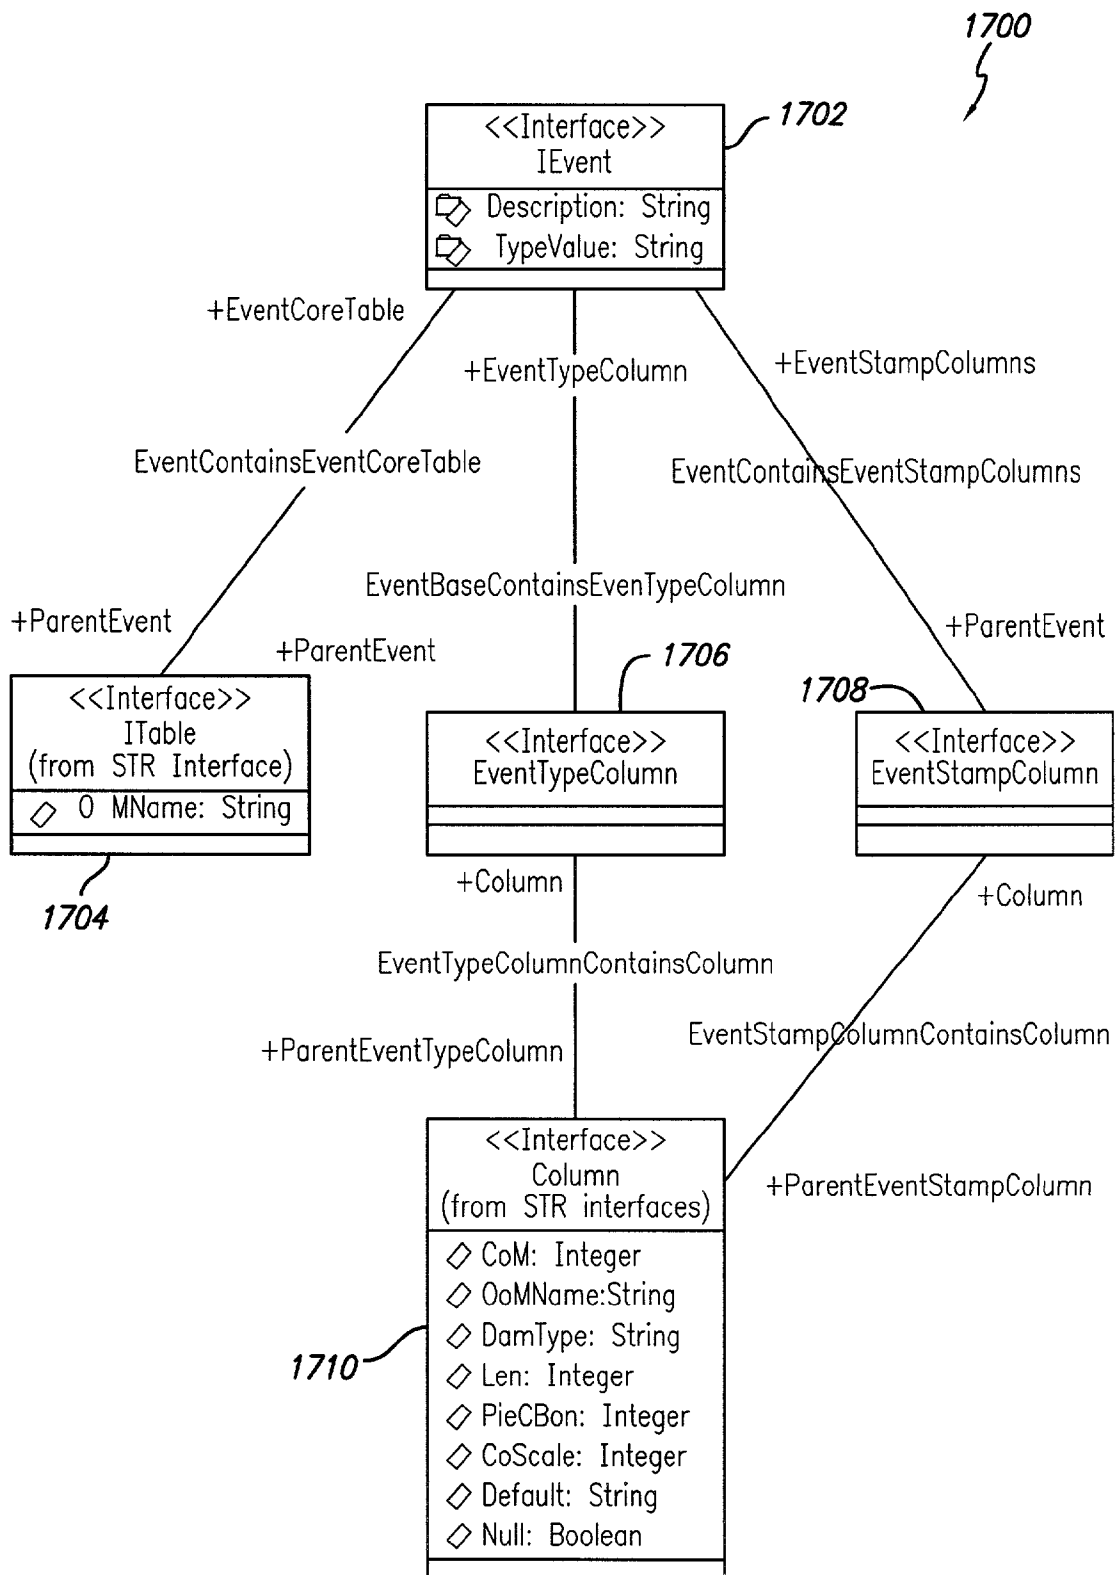 1700
<<Interface>>
IEvent
1702
Description: String
TypeValue: String
+EventCoreTable
+EventTypeColumn
+EventStampColumns
EventContainsEventCoreTable
EventContainsEventStampColumns
EventBaseContainsEvenTypeColumn
+ParentEvent
+ParentEvent
+ParentEvent
<<Interface>>
ITable
(from STR Interface)
0 MName: String
1704
1706
<<Interface>>
EventTypeColumn
1708
<<Interface>>
EventStampColumn
+Column
+Column
EventTypeColumnContainsColumn
EventStampColumnContainsColumn
+ParentEventTypeColumn
+ParentEventStampColumn
<<Interface>>
Column
(from STR interfaces)
CoM: Integer
OoMName:String
DamType: String
Len: Integer
PieCBon: Integer
CoScale: Integer
Default: String
Null: Boolean
1710